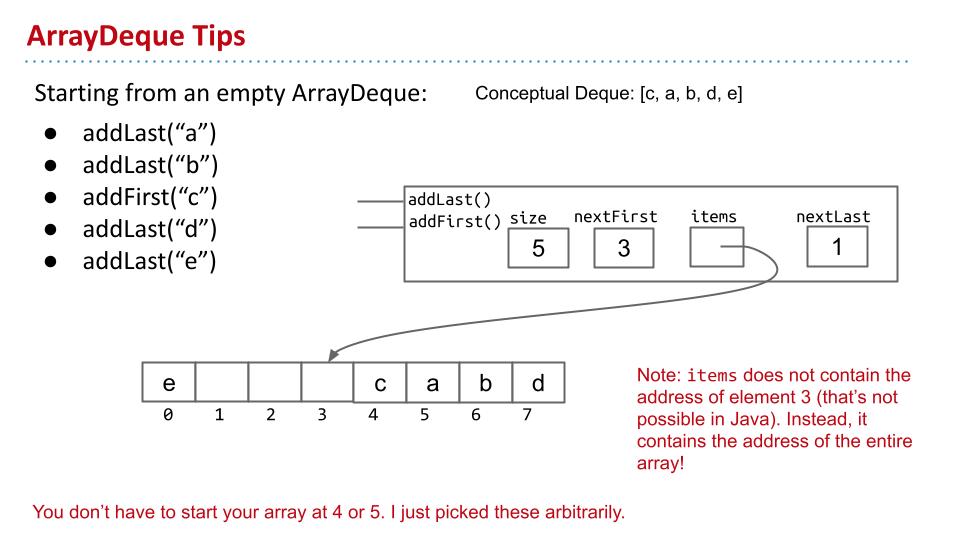 ArrayDeque Tips
Starting from an empty ArrayDeque:
Conceptual Deque: [c, a, b, d, e]
● addLast(“a”)
● addLast(“b”)
● addFirst(“c”)
● addLast(“d”)
● addLast(“e”)
addLast()
addFirst() size nextFirst items nextLast
5 3 1
e c a b d
0 1 2 3 4 5 6 7
Note: items does not contain the
address of element 3 (that’s not
possible in Java). Instead, it
contains the address of the entire
array!
You don’t have to start your array at 4 or 5. I just picked these arbitrarily.